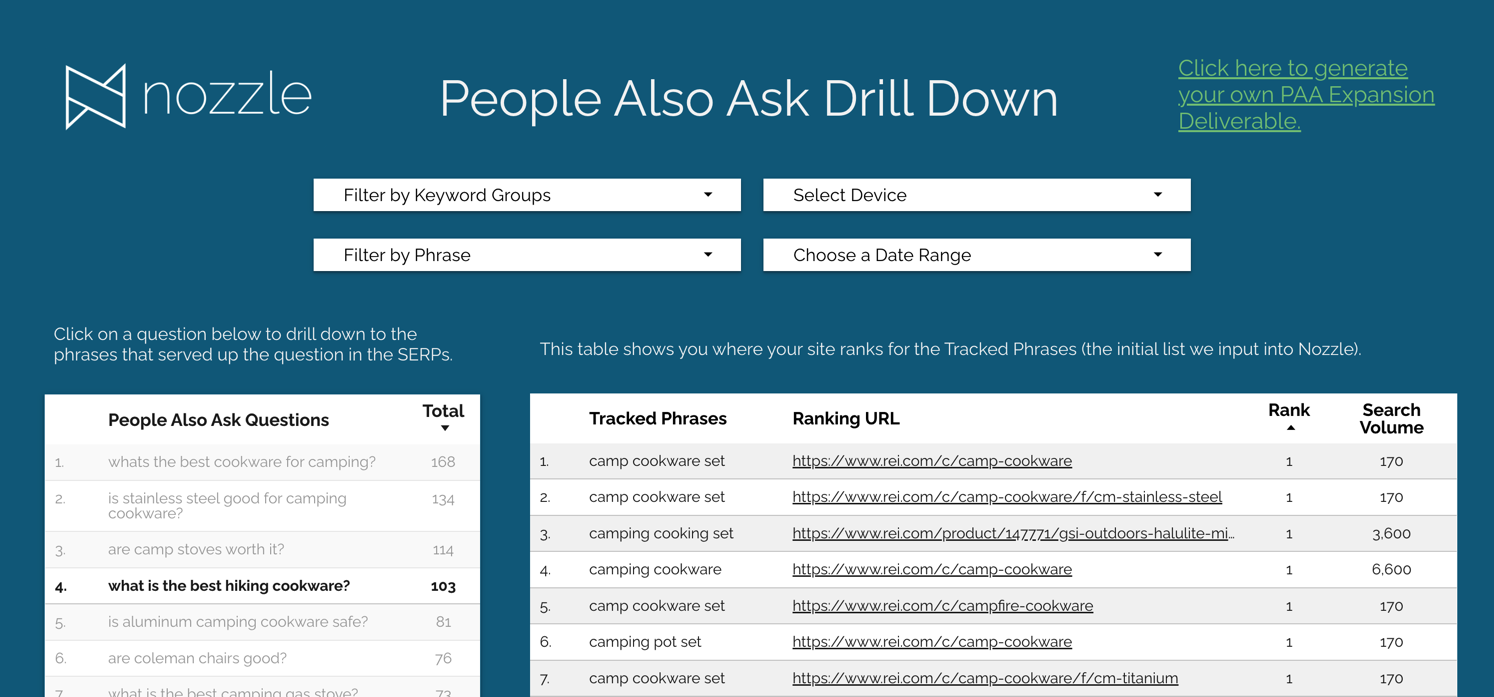 nozzle
People Also Ask Drill Down
Click here to generate
your own PAA Expansion
Deliverable.
Filter by Keyword Groups
Select Device
Filter by Phrase
Choose a Date Range
Click on a question below to drill down to the
phrases that served up the question in the SERPs.
This table shows you where your site ranks for the Tracked Phrases (the initial list we input into Nozzle).
People Also Ask Questions Total
1. whats the best cookware for camping? 168
2. is stainless steel good for camping 134
cookware?
3. are camp stoves worth it? 114
4. what is the best hiking cookware? 103
5. is aluminum camping cookware safe? 81
6. are coleman chairs good? 76
7. what is the best camping gas stove? 73
Tracked Phrases Ranking URL Rank Search
Volume
1. camp cookware set https://www.rei.com/c/camp-cookware 1 170
2. camp cookware set https://www.rei.com/c/camp-cookware/f/cm-stainless-steel 1 170
3. camping cooking set https://www.rei.com/product/147771/gsi-outdoors-halulite-mi… 1 3,600
4. camping cookware https://www.rei.com/c/camp-cookware 1 6,600
5. camp cookware set https://www.rei.com/c/campfire-cookware 1 170
6. camping pot set https://www.rei.com/c/camp-cookware 1 170
7. camp cookware set https://www.rei.com/c/camp-cookware/f/cm-titanium 1 170